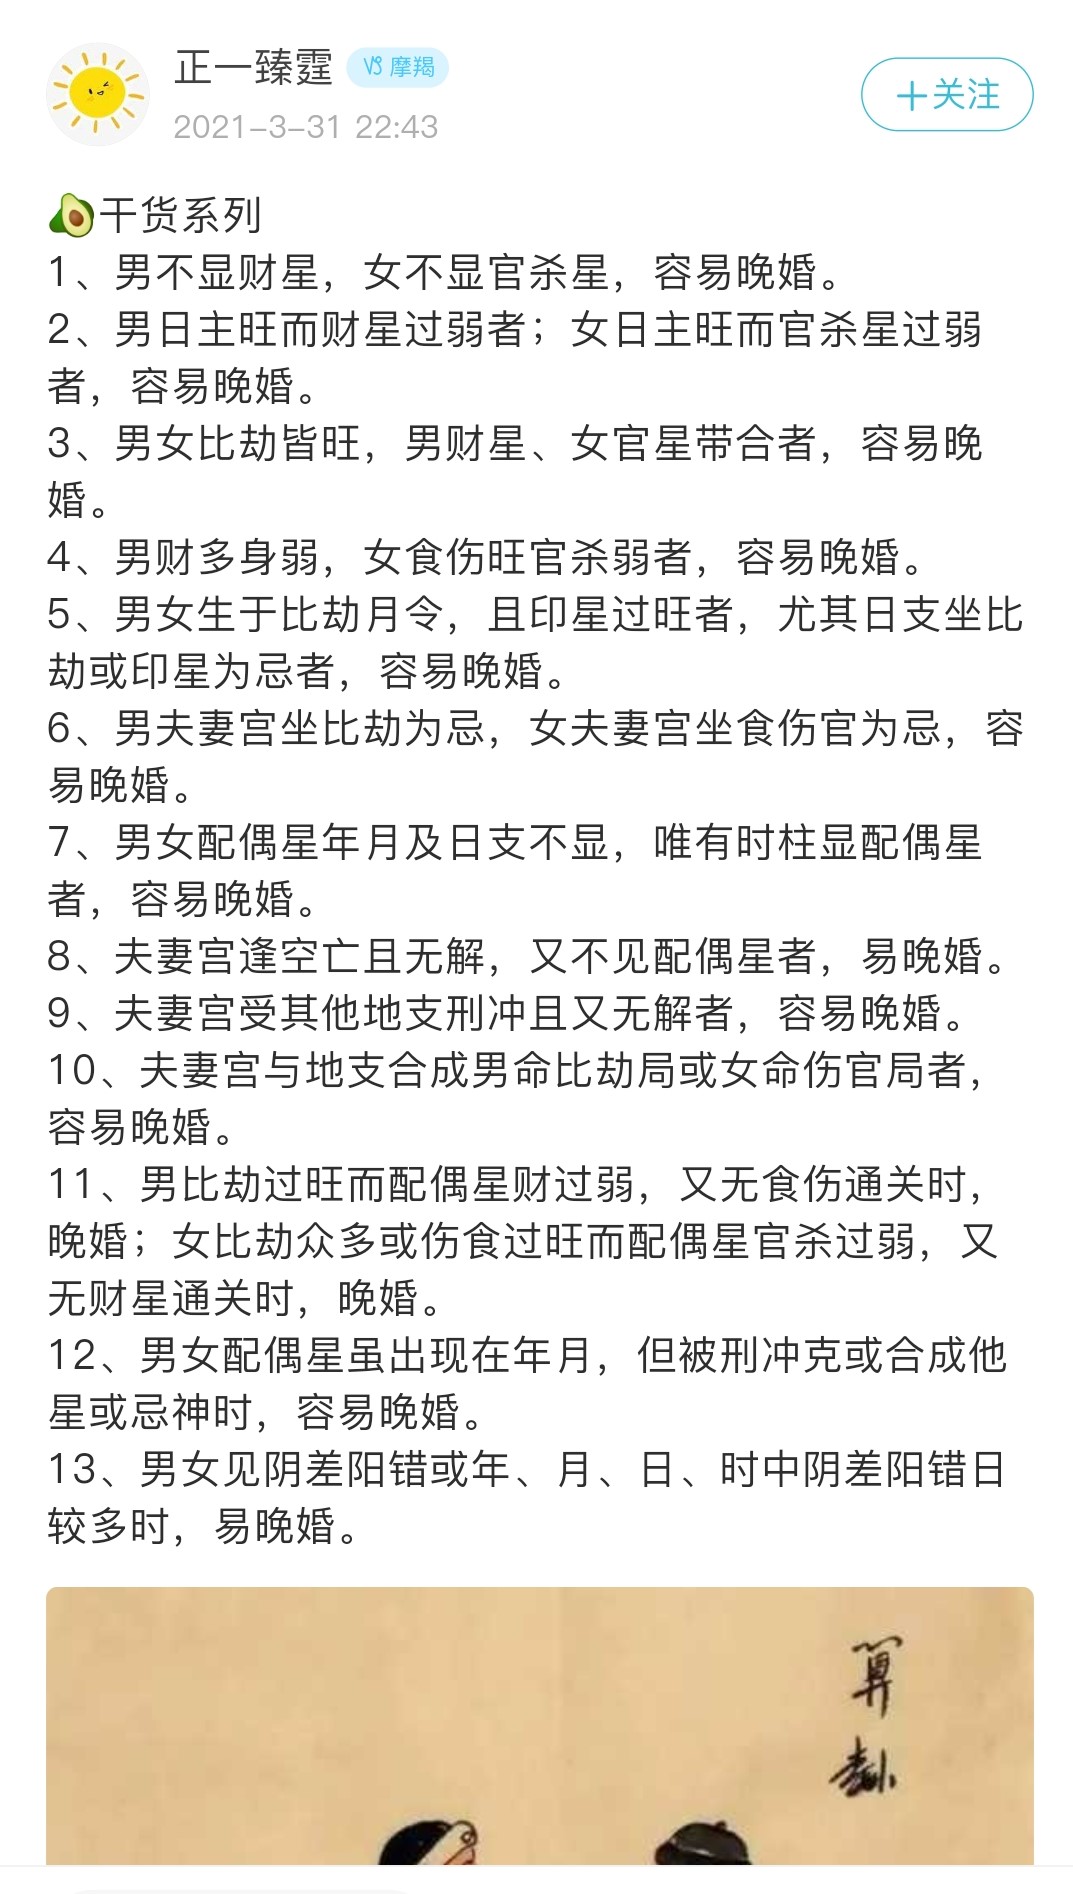 正一臻霆 摩羯
2021-3-31 22:43
+关注
干货系列
1、男不显财星，女不显官杀星，容易晚婚。
2、男日主旺而财星过弱者；女日主旺而官杀星过弱
者，容易晚婚。
3、男女比劫皆旺，男财星、女官星带合者，容易晚
婚。
4、男财多身弱，女食伤旺官杀弱者，容易晚婚。
5、男女生于比劫月令，且印星过旺者，尤其日支坐比
劫或印星为忌者，容易晚婚。
6、男夫妻宫坐比劫为忌，女夫妻宫坐食伤官为忌，容
易晚婚。
7、男女配偶星年月及日支不显，唯有时柱显配偶星
者，容易晚婚。
8、夫妻宫逢空亡且无解，又不见配偶星者，易晚婚。
9、夫妻宫受其他地支刑冲且又无解者，容易晚婚。
10、夫妻宫与地支合成男命比劫局或女命伤官局者，
容易晚婚。
11、男比劫过旺而配偶星财过弱，又无食伤通关时，
晚婚；女比劫众多或伤食过旺而配偶星官杀过弱，又
无财星通关时，晚婚。
12、男女配偶星虽出现在年月，但被刑冲克或合成他
星或忌神时，容易晚婚。
13、男女见阴差阳错或年、月、日、时中阴差阳错日
较多时，易晚婚。
算